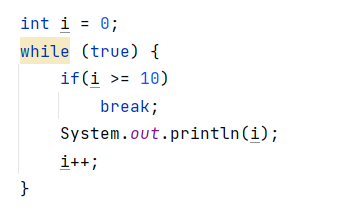 int i = 0;
while (true) {
    if(i >= 10)
        break;
    System.out.println(i);
    i++;
}